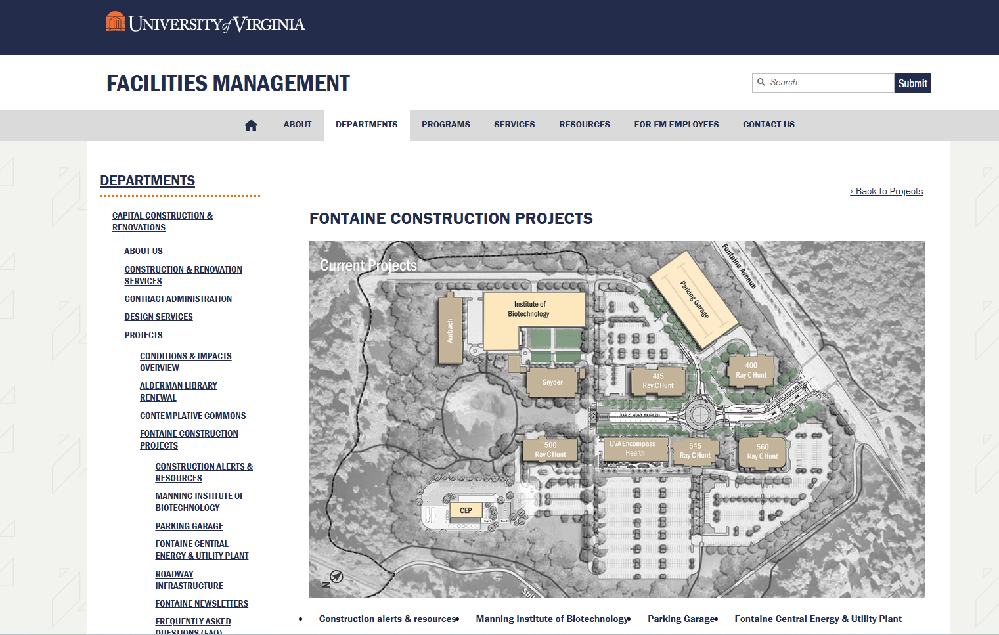 UNIVERSITY of VIRGINIA
FACILITIES MANAGEMENT
Search
Submit
ABOUT
DEPARTMENTS
PROGRAMS
SERVICES
RESOURCES
FOR FM EMPLOYEES
CONTACT US
DEPARTMENTS
CAPITAL CONSTRUCTION &
RENOVATIONS
ABOUT US
CONSTRUCTION & RENOVATION
SERVICES
CONTRACT ADMINISTRATION
DESIGN SERVICES
PROJECTS
CONDITIONS & IMPACTS
OVERVIEW
ALDERMAN LIBRARY
RENEWAL
CONTEMPLATIVE COMMONS
FONTAINE CONSTRUCTION
PROJECTS
CONSTRUCTION ALERTS &
RESOURCES
MANNING INSTITUTE OF
BIOTECHNOLOGY
PARKING GARAGE
FONTAINE CENTRAL
ENERGY & UTILITY PLANT
ROADWAY
INFRASTRUCTURE
FONTAINE NEWSLETTERS
FREQUENTLY ASKED
QUESTIONS (FAQ)
« Back to Projects
FONTAINE CONSTRUCTION PROJECTS
Current Projects
Fontaine Avenue
Parking Garage
Institute of
Biotechnology
Aurbach
Snyder
415
Ray C Hunt
400
Ray C Hunt
RAY C. HUNT DRIVE (S)
500
Ray C Hunt
UVA Encompass
Health
545
Ray C Hunt
560
Ray C Hunt
CEP
N
Construction alerts & resources
Manning Institute of Biotechnology
Parking Garage
Fontaine Central Energy & Utility Plant